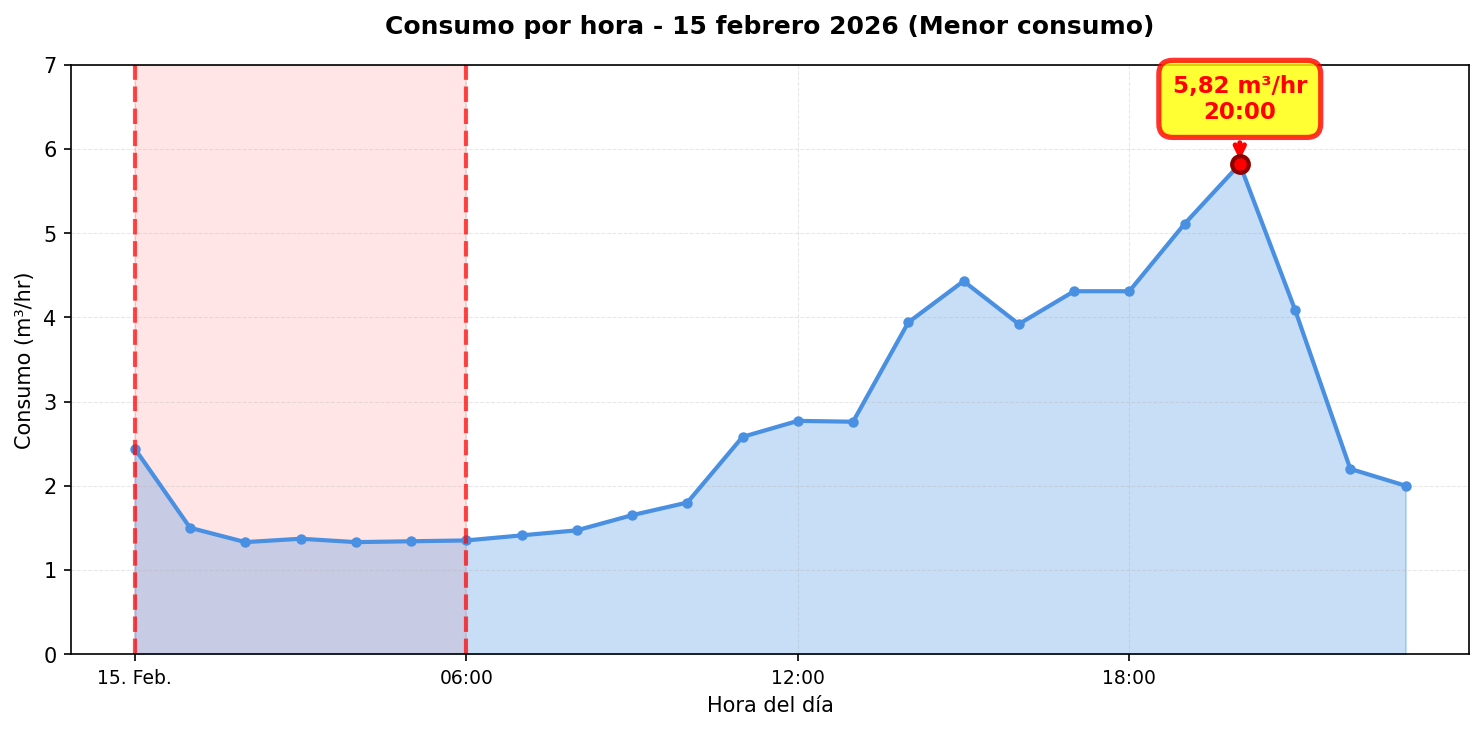 Consumo por hora - 15 febrero 2026 (Menor consumo)
5,82 m³/hr
20:00
Consumo (m³/hr)
7
6
5
4
3
2
1
0
15. Feb.
06:00
12:00
18:00
Hora del día